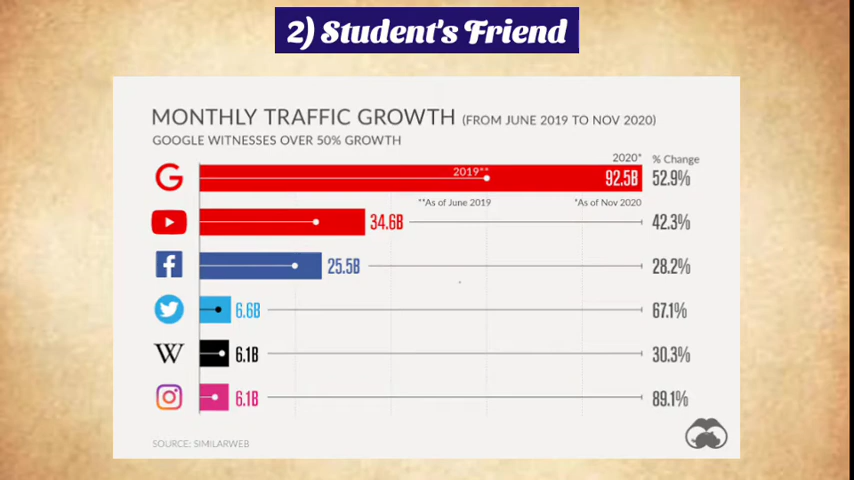 2) Student's Friend
MONTHLY TRAFFIC GROWTH (FROM JUNE 2019 TO NOV 2020)
GOOGLE WITNESSES OVER 50% GROWTH
2020* % Change
G 2019** 92.5B 52.9%
**As of June 2019 *As of Nov 2020
34.6B 42.3%
f 25.5B 28.2%
6.6B 67.1%
W 6.1B 30.3%
6.1B 89.1%
SOURCE: SIMILARWEB